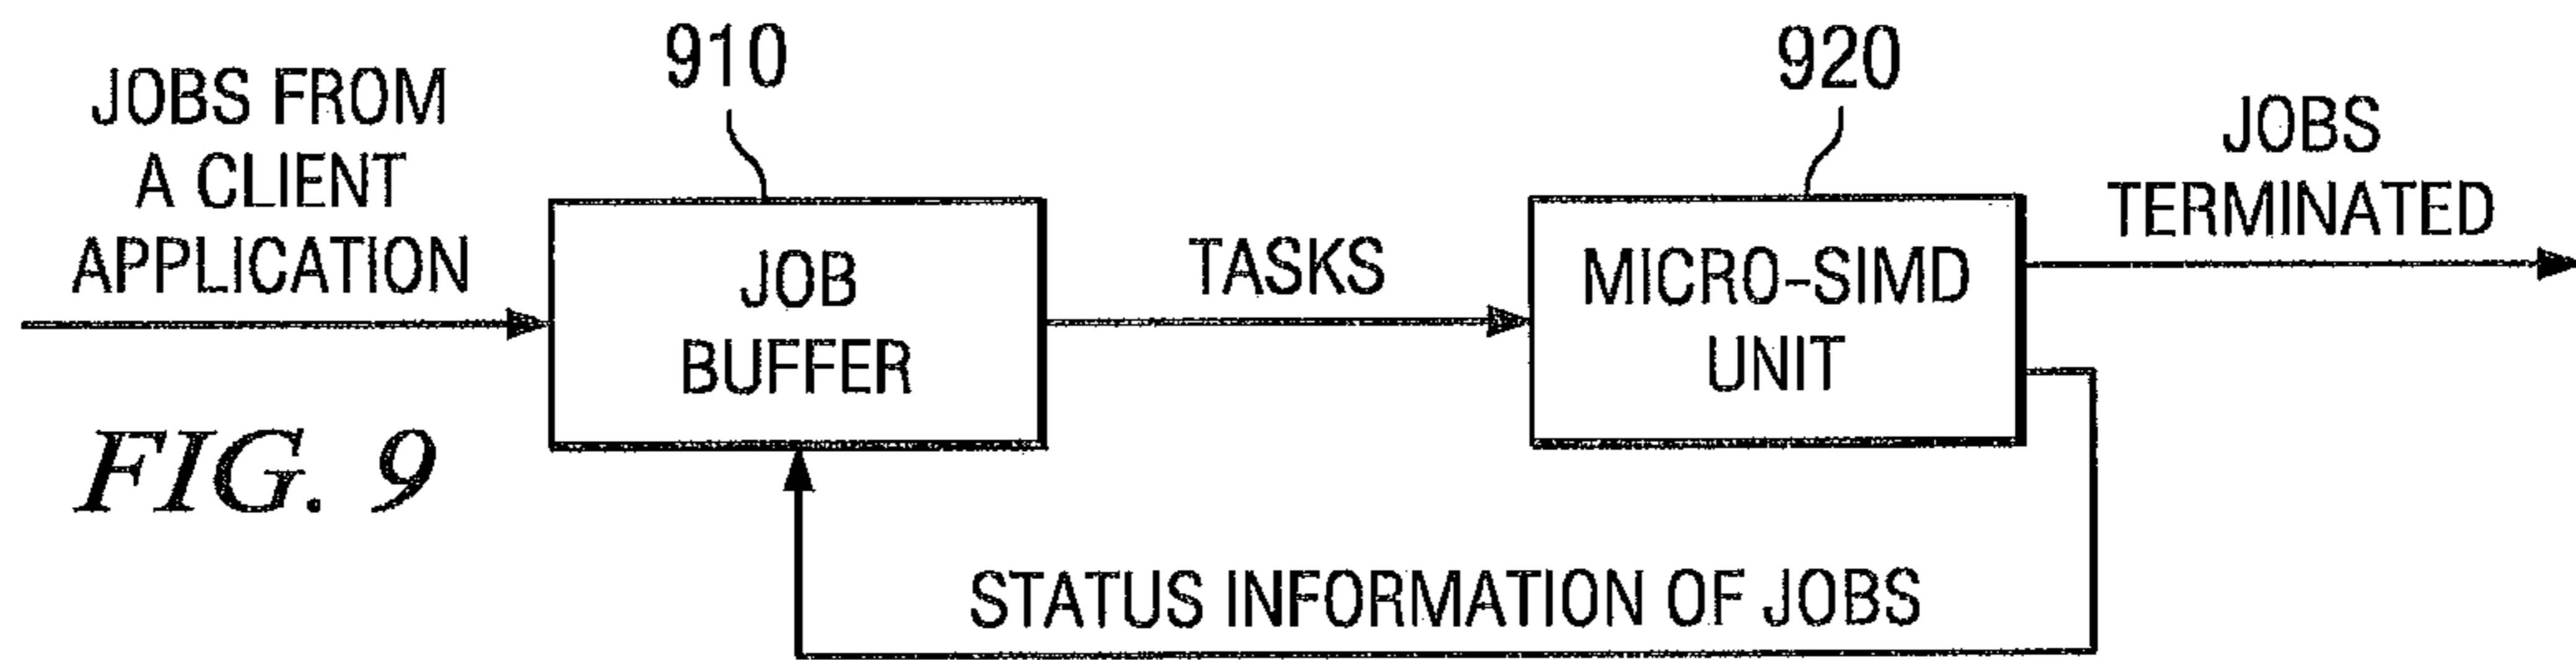 910
920
JOBS FROM
A CLIENT
APPLICATION
JOB
BUFFER
TASKS
MICRO-SIMD
UNIT
JOBS
TERMINATED
FIG. 9
STATUS INFORMATION OF JOBS